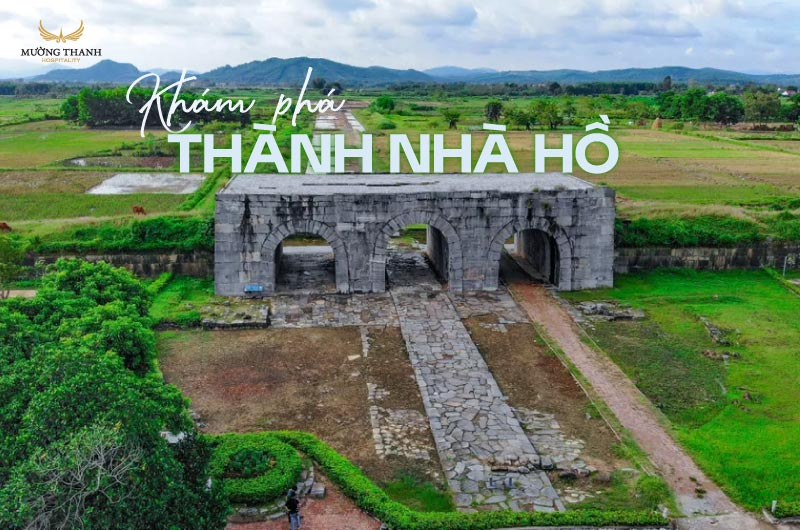 MƯỜNG THANH
HOSPITALITY
Khám phá
THÀNH NHÀ HỒ